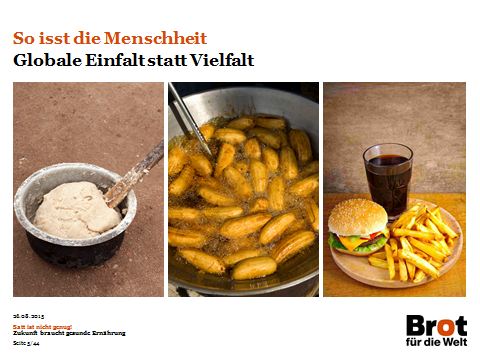 So isst die Menschheit
Globale Einfalt statt Vielfalt
26.08.2015
Satt ist nicht genug!
Zukunft braucht gesunde Ernährung
Seite 5/44
Brot
für die Welt